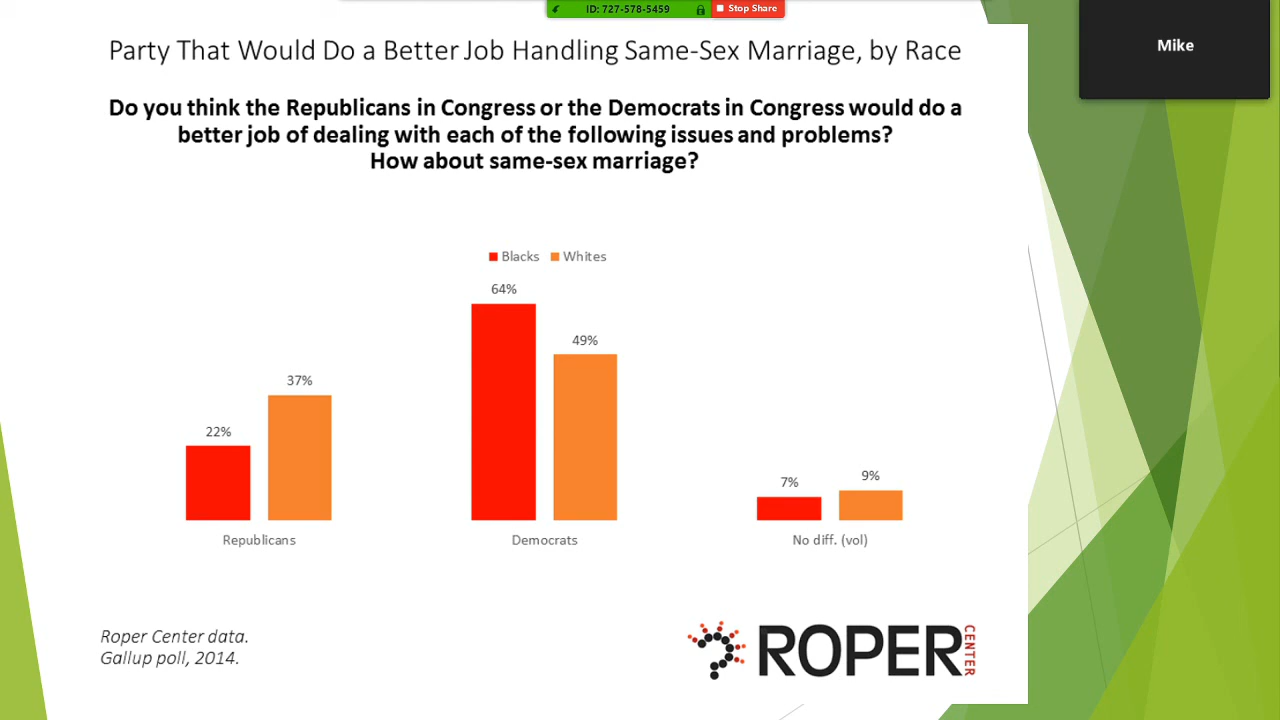 ID: 727-578-5459 Stop Share
Mike
Party That Would Do a Better Job Handling Same-Sex Marriage, by Race
Do you think the Republicans in Congress or the Democrats in Congress would do a
better job of dealing with each of the following issues and problems?
How about same-sex marriage?
Blacks Whites
64%
49%
37%
22%
7%
9%
Republicans Democrats No diff. (vol)
Roper Center data.
Gallup poll, 2014.
ROPER CENTER